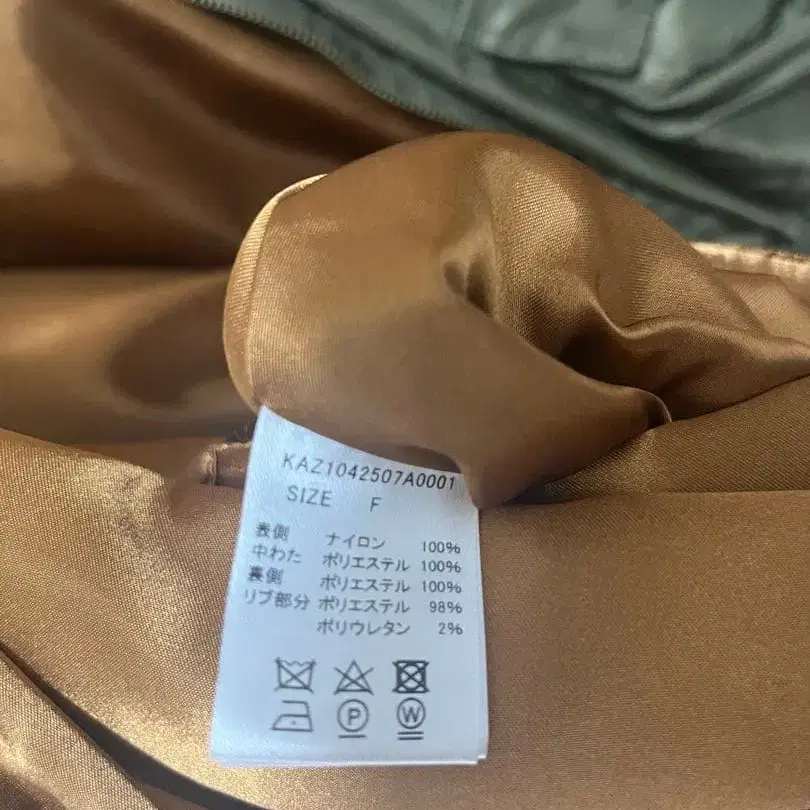 KAZ1042507A0001
SIZE F
表側 ナイロン 100%
中わた ポリエステル 100%
裏側 ポリエステル 100%
リブ部分 ポリエステル 98%
ポリウレタン 2%
P W